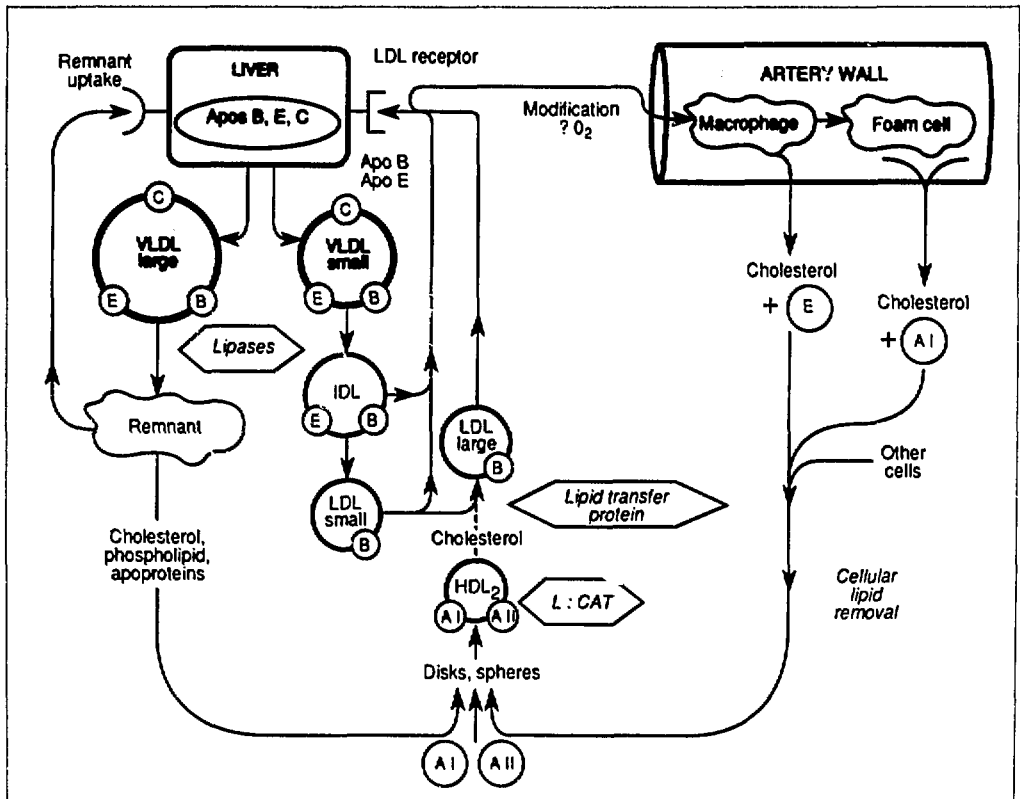 Remnant
uptake
LIVER
Apos B, E, C
LDL receptor
Apo B
Apo E
Modification
? O₂
ARTERY WALL
Macrophage
Foam cell
C
VLDL
large
E
B
C
VLDL
small
E
B
Lipases
Remnant
IDL
E
B
LDL
small
B
LDL
large
B
Cholesterol
+ E
Cholesterol
+ A I
Other
cells
Lipid transfer
protein
Cholesterol
HDL₂
A I
A II
L : CAT
Cholesterol,
phospholipid,
apoproteins
Cellular
lipid
removal
Disks, spheres
A I
A II